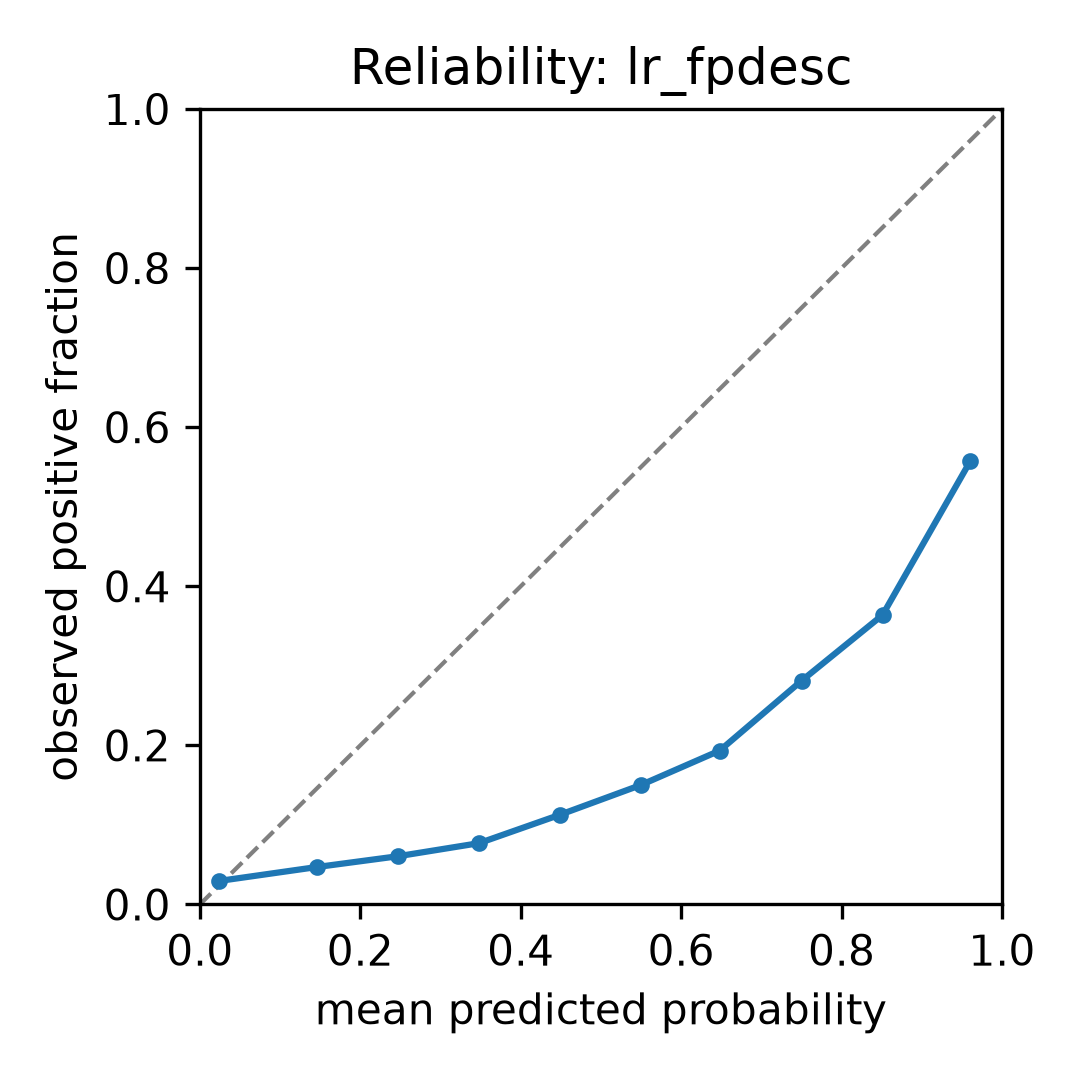 Reliability: lr_fpdesc
1.0
0.8
0.6
0.4
0.2
0.0
observed positive fraction
0.0 0.2 0.4 0.6 0.8 1.0
mean predicted probability